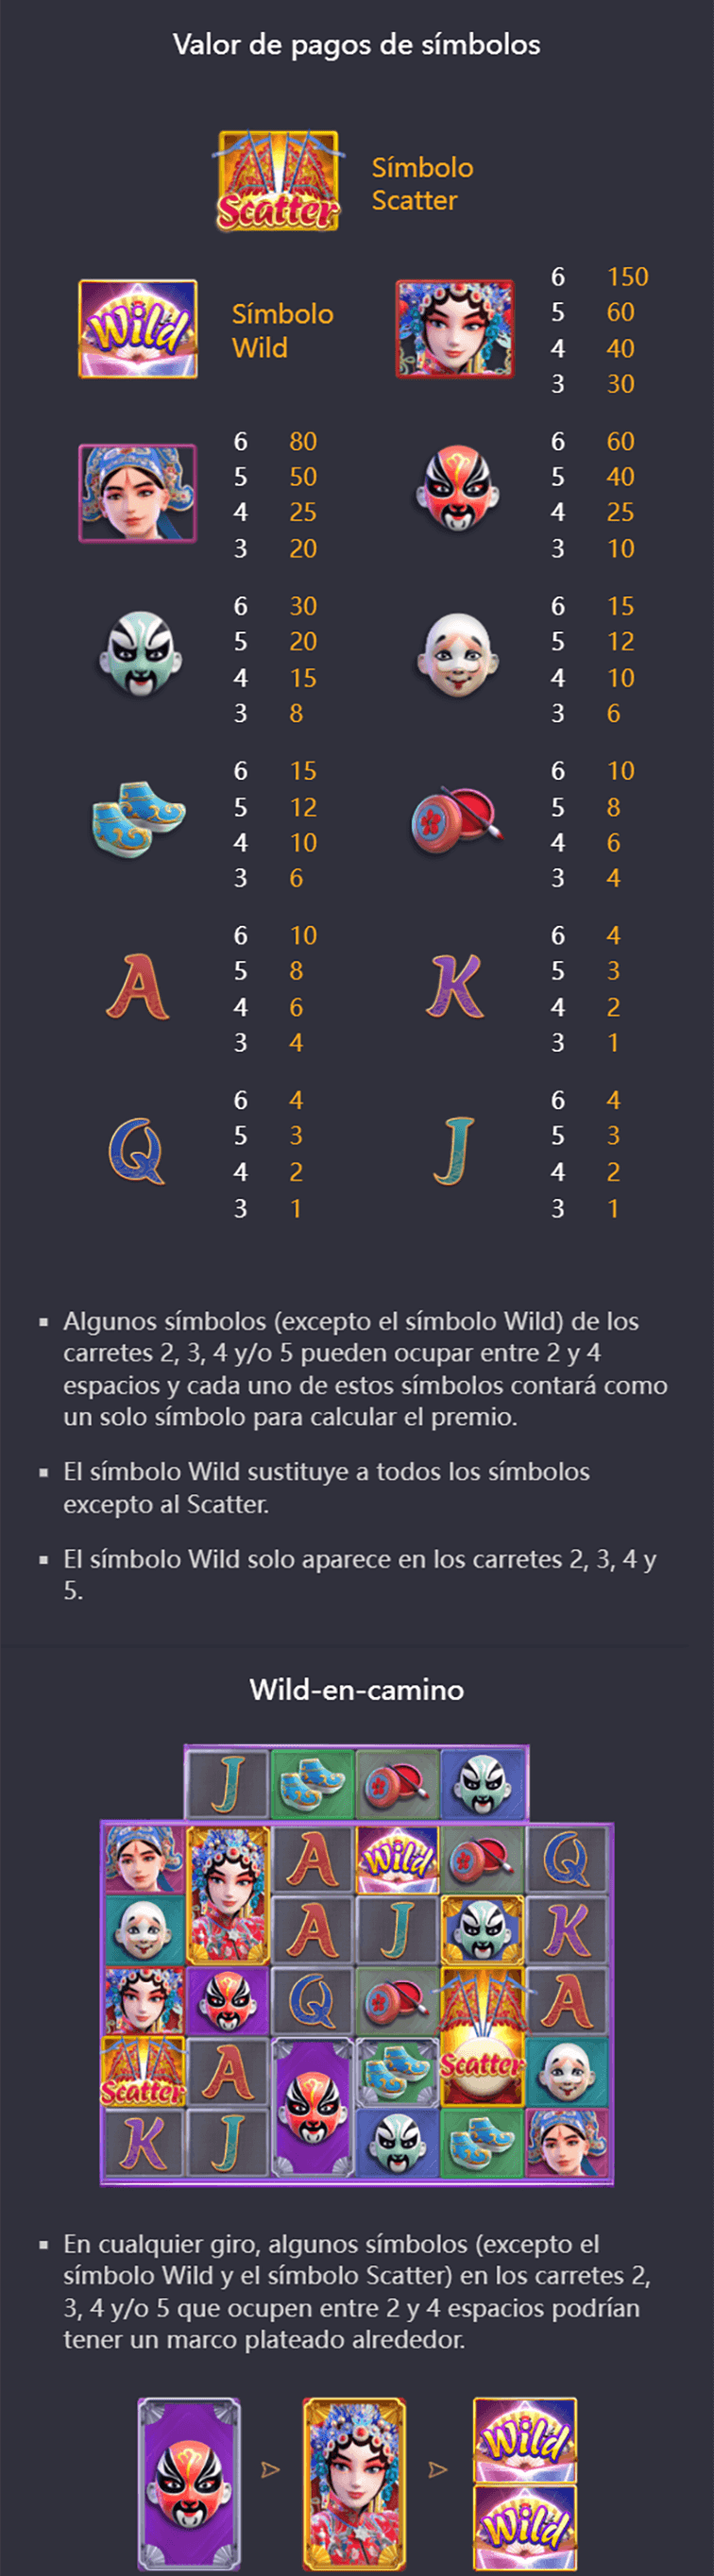 Valor de pagos de símbolos
Scatter
Símbolo
Scatter
Wild
Símbolo
Wild
6 150
5 60
4 40
3 30
6 80
5 50
4 25
3 20
6 60
5 40
4 25
3 10
6 30
5 20
4 15
3 8
6 15
5 12
4 10
3 6
6 15
5 12
4 10
3 6
6 10
5 8
4 6
3 4
A
6 10
5 8
4 6
3 4
K
6 4
5 3
4 2
3 1
Q
6 4
5 3
4 2
3 1
J
6 4
5 3
4 2
3 1
▪ Algunos símbolos (excepto el símbolo Wild) de los
carretes 2, 3, 4 y/o 5 pueden ocupar entre 2 y 4
espacios y cada uno de estos símbolos contará como
un solo símbolo para calcular el premio.
▪ El símbolo Wild sustituye a todos los símbolos
excepto al Scatter.
▪ El símbolo Wild solo aparece en los carretes 2, 3, 4 y
5.
Wild-en-camino
J
A Wild Q
A J K
Q A
Scatter A Scatter
K J
▪ En cualquier giro, algunos símbolos (excepto el
símbolo Wild y el símbolo Scatter) en los carretes 2,
3, 4 y/o 5 que ocupen entre 2 y 4 espacios podrían
tener un marco plateado alrededor.
Wild
Wild